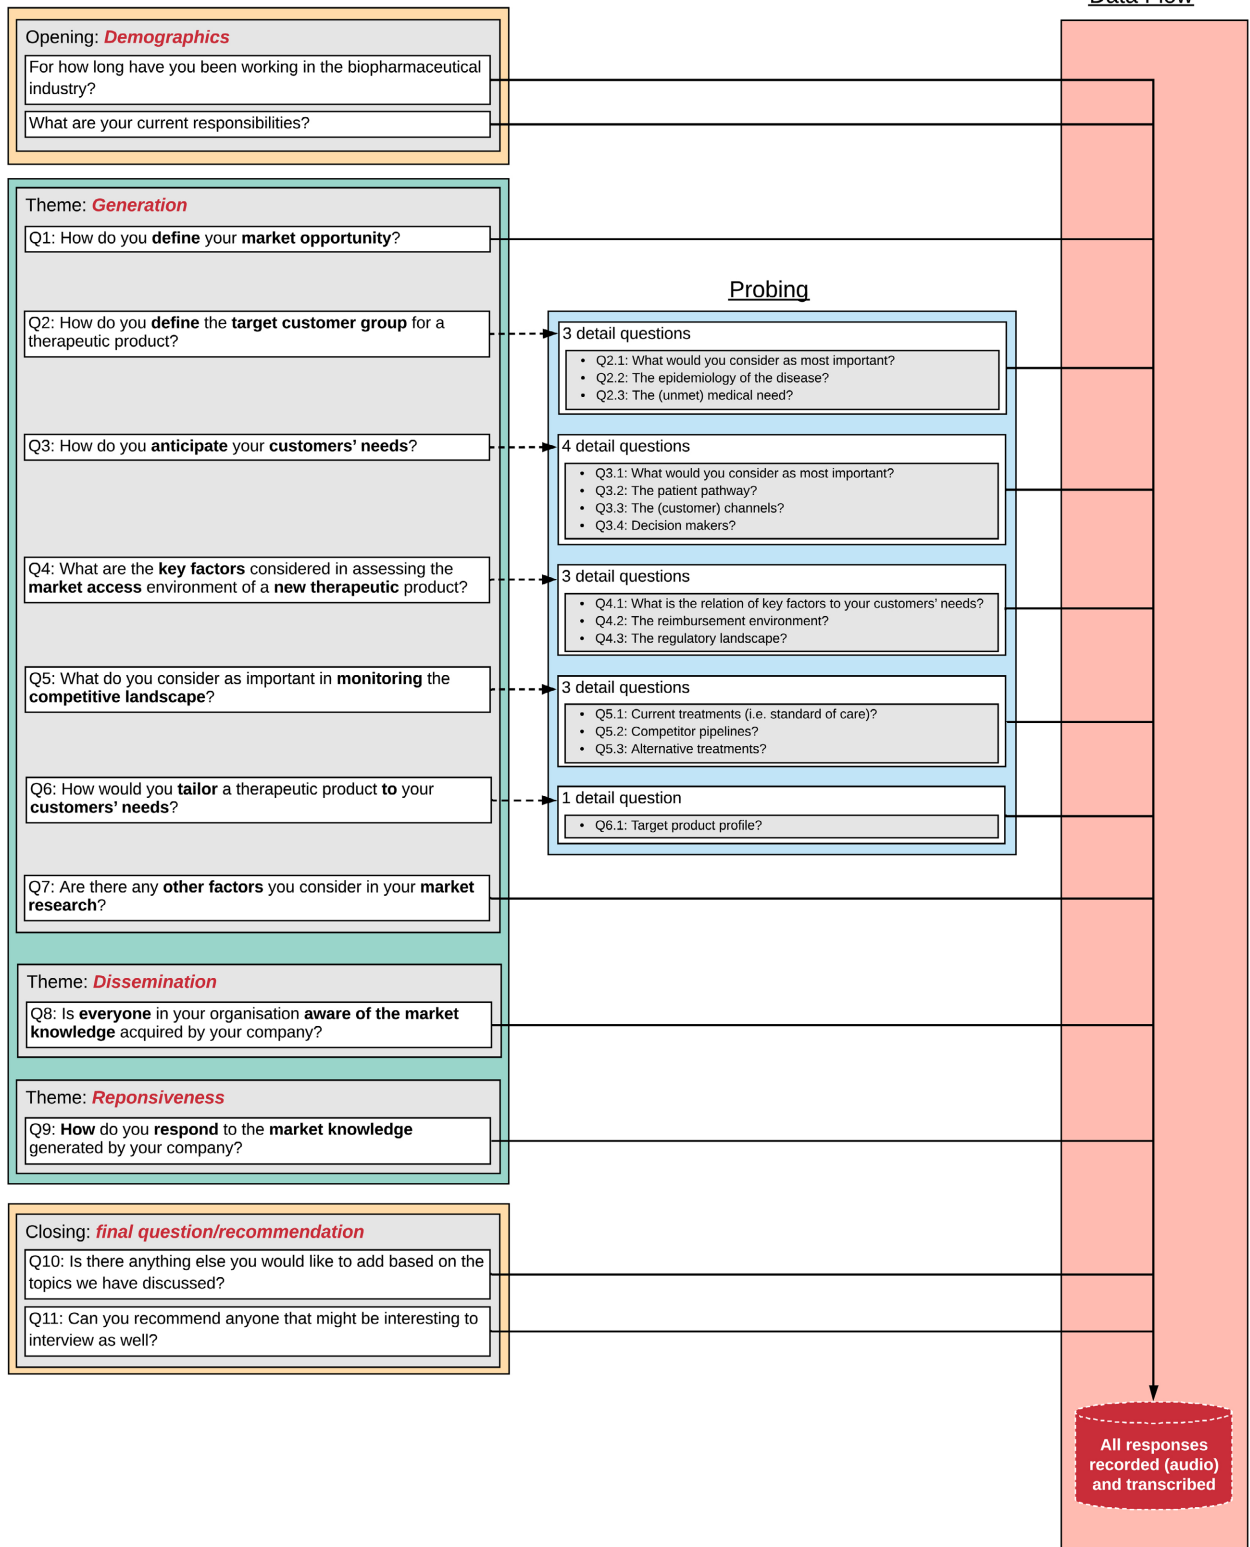 Data Flow
Opening: Demographics
For how long have you been working in the biopharmaceutical
industry?
What are your current responsibilities?
Theme: Generation
Q1: How do you define your market opportunity?
Probing
Q2: How do you define the target customer group for a
therapeutic product?
3 detail questions
• Q2.1: What would you consider as most important?
• Q2.2: The epidemiology of the disease?
• Q2.3: The (unmet) medical need?
Q3: How do you anticipate your customers’ needs?
4 detail questions
• Q3.1: What would you consider as most important?
• Q3.2: The patient pathway?
• Q3.3: The (customer) channels?
• Q3.4: Decision makers?
Q4: What are the key factors considered in assessing the
market access environment of a new therapeutic product?
3 detail questions
• Q4.1: What is the relation of key factors to your customers’ needs?
• Q4.2: The reimbursement environment?
• Q4.3: The regulatory landscape?
Q5: What do you consider as important in monitoring the
competitive landscape?
3 detail questions
• Q5.1: Current treatments (i.e. standard of care)?
• Q5.2: Competitor pipelines?
• Q5.3: Alternative treatments?
Q6: How would you tailor a therapeutic product to your
customers’ needs?
1 detail question
• Q6.1: Target product profile?
Q7: Are there any other factors you consider in your market
research?
Theme: Dissemination
Q8: Is everyone in your organisation aware of the market
knowledge acquired by your company?
Theme: Reponsiveness
Q9: How do you respond to the market knowledge
generated by your company?
Closing: final question/recommendation
Q10: Is there anything else you would like to add based on the
topics we have discussed?
Q11: Can you recommend anyone that might be interesting to
interview as well?
All responses
recorded (audio)
and transcribed